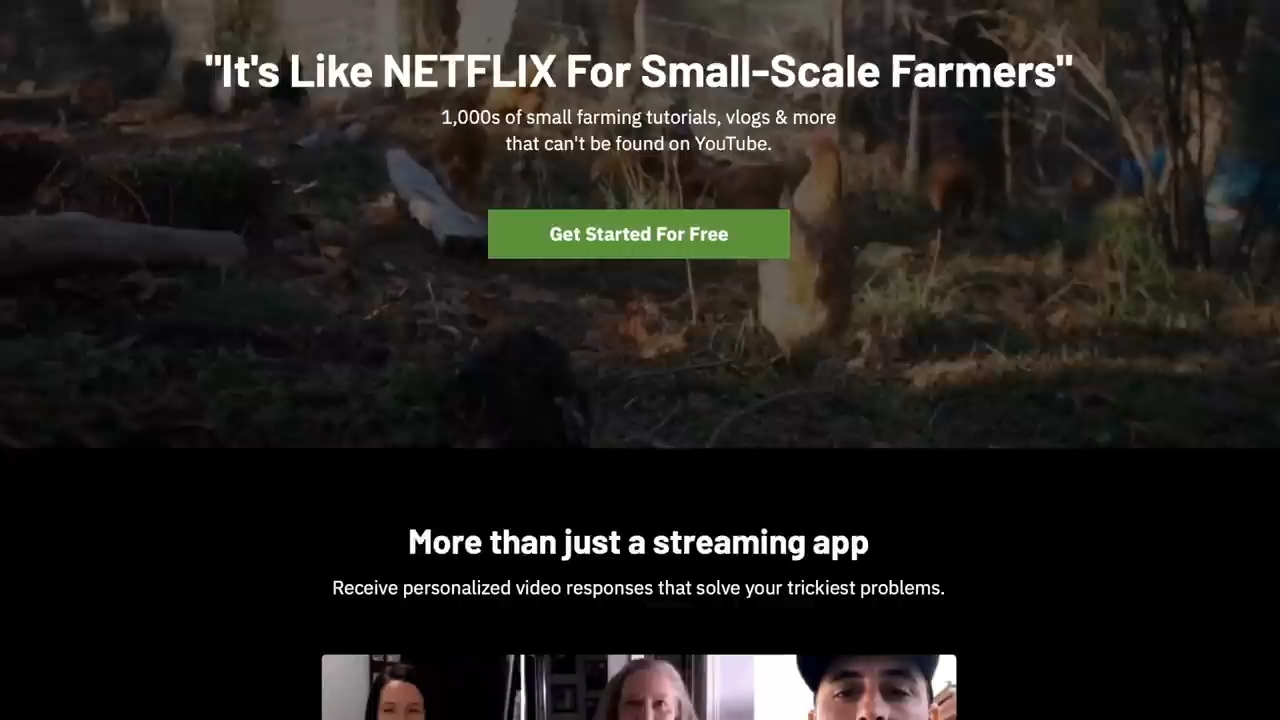 "It's Like NETFLIX For Small-Scale Farmers"
1,000s of small farming tutorials, vlogs & more
that can't be found on YouTube.
Get Started For Free
More than just a streaming app
Receive personalized video responses that solve your trickiest problems.